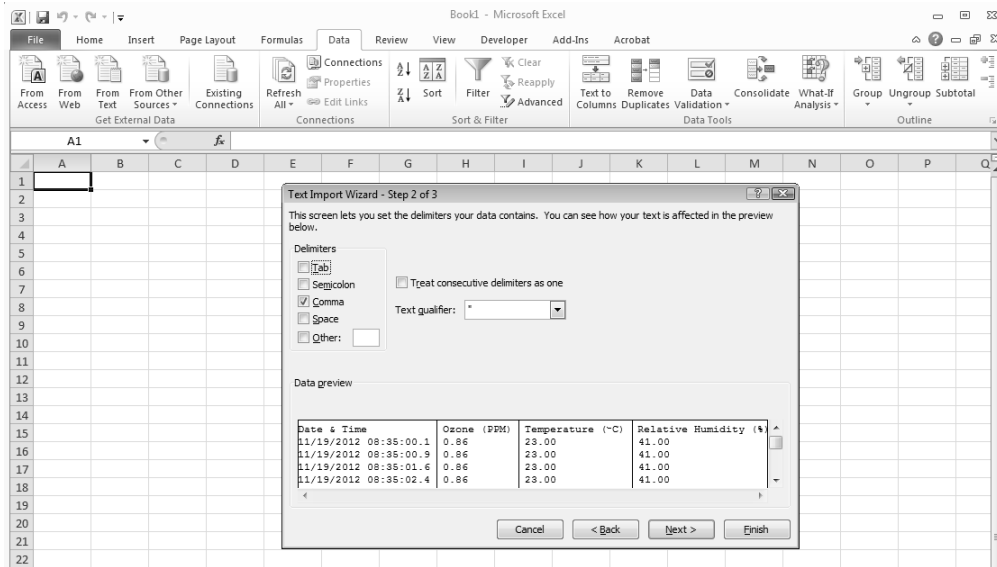 Book1 - Microsoft Excel
File Home Insert Page Layout Formulas Data Review View Developer Add-Ins Acrobat
From Access
From Web
From Text
From Other Sources
Existing Connections
Get External Data
Refresh All
Connections
Properties
Edit Links
Connections
Sort
Filter
Clear
Reapply
Advanced
Sort & Filter
Text to Columns
Remove Duplicates
Data Validation
Consolidate
What-If Analysis
Data Tools
Group
Ungroup
Subtotal
Outline
A1 fx
A B C D E F G H I J K L M N O P Q
1
2
3
4
5
6
7
8
9
10
11
12
13
14
15
16
17
18
19
20
21
22
Text Import Wizard - Step 2 of 3
This screen lets you set the delimiters your data contains. You can see how your text is affected in the preview
below.
Delimiters
Tab
Semicolon
Comma
Space
Other:
Treat consecutive delimiters as one
Text qualifier: "
Data preview
Date & Time Ozone (PPM) Temperature (~C) Relative Humidity (%)
11/19/2012 08:35:00.1 0.86 23.00 41.00
11/19/2012 08:35:00.9 0.86 23.00 41.00
11/19/2012 08:35:01.6 0.86 23.00 41.00
11/19/2012 08:35:02.4 0.86 23.00 41.00
Cancel < Back Next > Finish